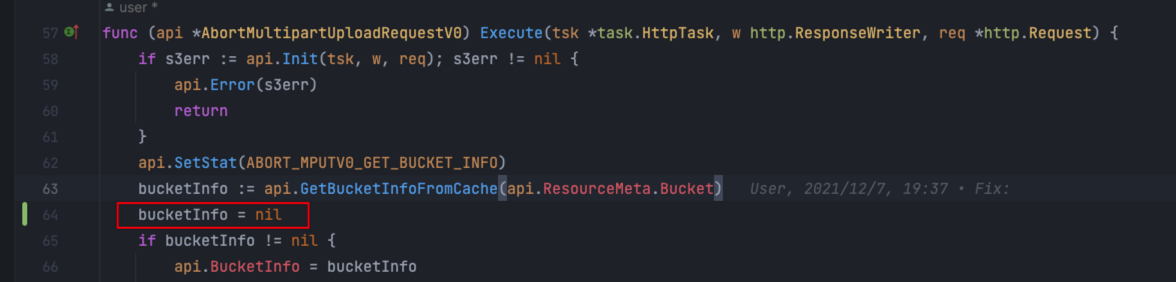 user *
57 func (api *AbortMultipartUploadRequestV0) Execute(tsk *task.HttpTask, w http.ResponseWriter, req *http.Request) {
58 if s3err := api.Init(tsk, w, req); s3err != nil {
59 api.Error(s3err)
60 return
61 }
62 api.SetStat(ABORT_MPUTV0_GET_BUCKET_INFO)
63 bucketInfo := api.GetBucketInfoFromCache(api.ResourceMeta.Bucket) User, 2021/12/7, 19:37 • Fix:
64 bucketInfo = nil
65 if bucketInfo != nil {
66 api.BucketInfo = bucketInfo